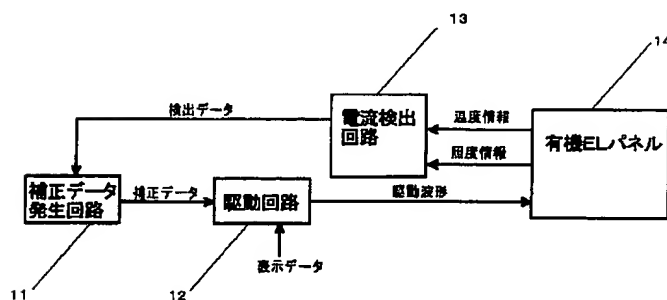 13
14
検出データ
電流検出
回路
温度情報
照度情報
有機ELパネル
補正データ
発生回路
補正データ
駆動回路
駆動波形
表示データ
11
12